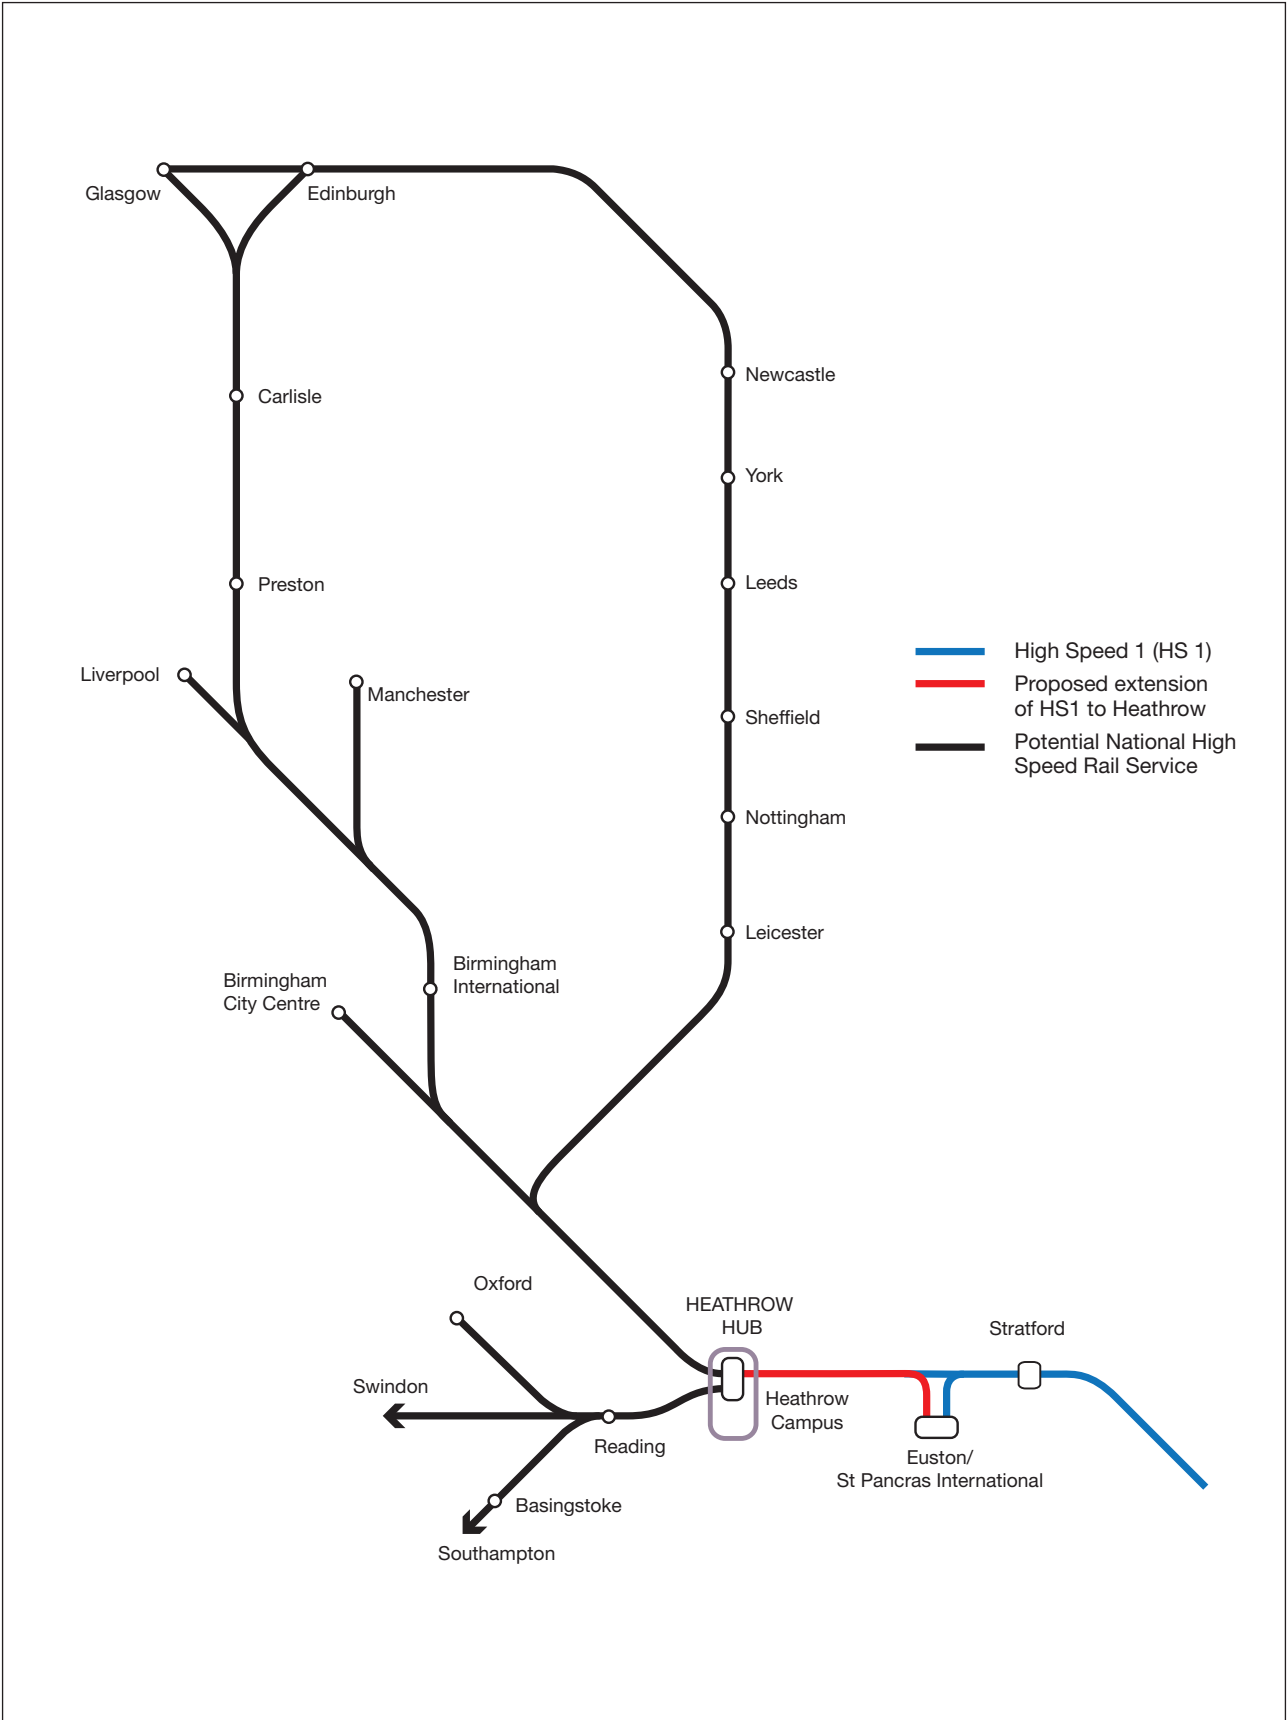 Glasgow
Edinburgh
Newcastle
Carlisle
York
Leeds
Preston
High Speed 1 (HS 1)
Liverpool
Proposed extension
of HS1 to Heathrow
Manchester
Sheffield
Potential National High
Speed Rail Service
Nottingham
Leicester
Birmingham
International
Birmingham
City Centre
Oxford
HEATHROW
HUB
Stratford
Swindon
Heathrow
Campus
Reading
Euston/
St Pancras International
Basingstoke
Southampton